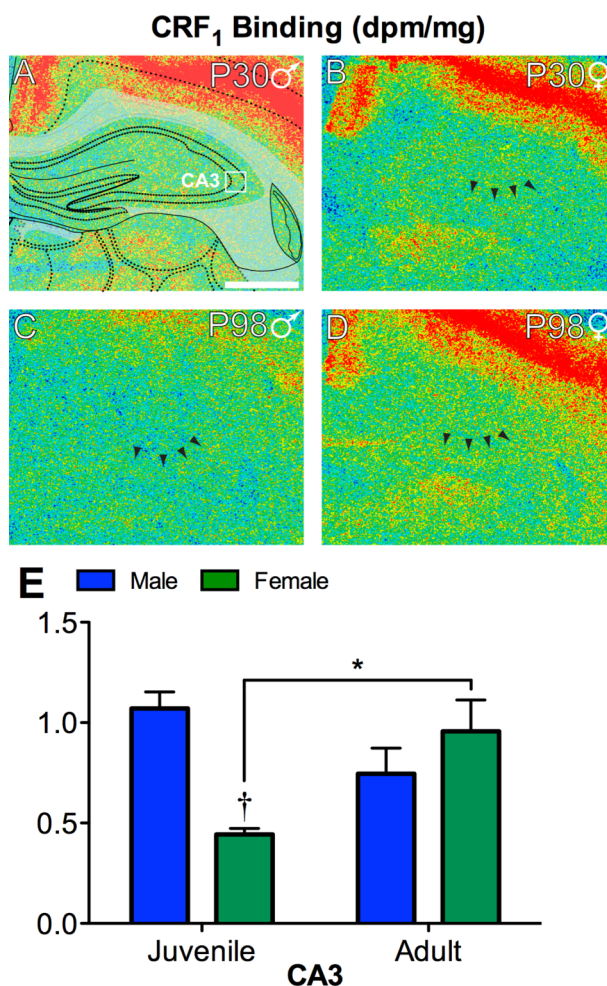 CRF1 Binding (dpm/mg)
A P30♂
B P30♀
CA3
C P98♂
D P98♀
E Male Female
1.5
*
1.0
†
0.5
0.0
Juvenile Adult
CA3